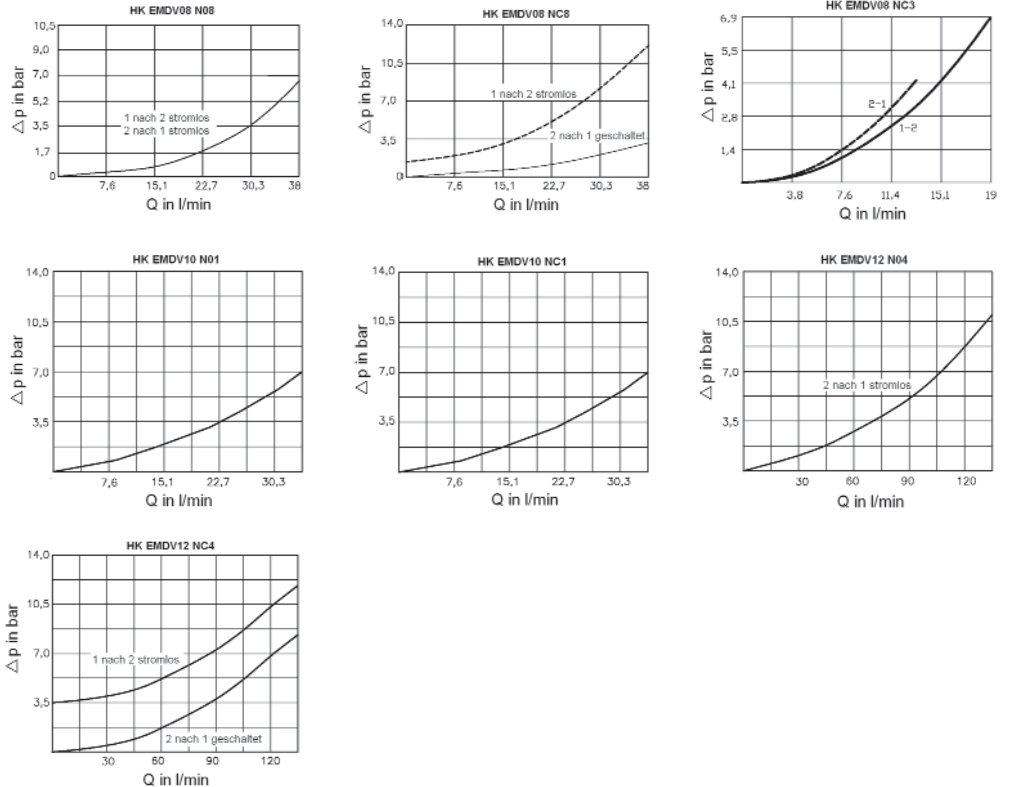 HK EMDV08 N08
10,5
9,0
7,0
5,2
3,5
1,7
0
△p in bar
1 nach 2 stromlos
2 nach 1 stromlos
7,6 15,1 22,7 30,3 38
Q in l/min
HK EMDV08 NC8
14,0
10,5
7,0
3,5
0
△p in bar
1 nach 2 stromlos
2 nach 1 geschaltet
7,6 15,1 22,7 30,3 38
Q in l/min
HK EMDV08 NC3
6,9
5,5
4,1
2,8
1,4
△p in bar
2-1
1-2
3,8 7,6 11,4 15,1 19
Q in l/min
HK EMDV10 N01
14,0
10,5
7,0
3,5
△p in bar
7,6 15,1 22,7 30,3
Q in l/min
HK EMDV10 NC1
14,0
10,5
7,0
3,5
△p in bar
7,6 15,1 22,7 30,3
Q in l/min
HK EMDV12 N04
14,0
10,5
7,0
3,5
△p in bar
2 nach 1 stromlos
30 60 90 120
Q in l/min
HK EMDV12 NC4
14,0
10,5
7,0
3,5
△p in bar
1 nach 2 stromlos
2 nach 1 geschaltet
30 60 90 120
Q in l/min